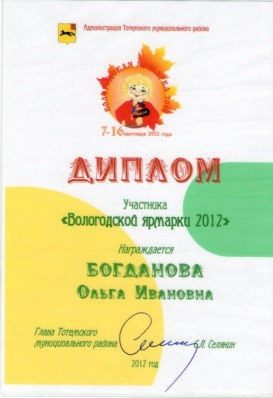 Администрация Тотемского муниципального района
7-16 сентября 2012 года
ДИПЛОМ
Участника
«Вологодской ярмарки 2012»
Награждается
БОГДАНОВА
Ольга Ивановна
Глава Тотемского
муниципального района С.Л. Селянин
2012 год